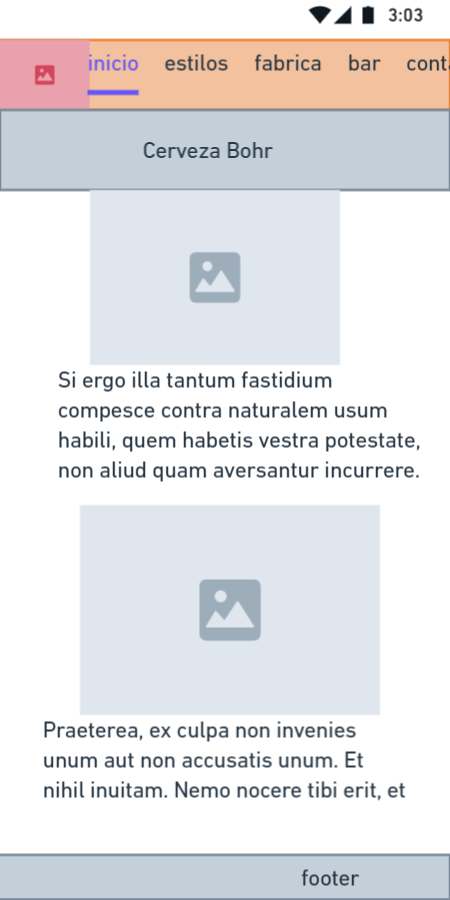 3:03
inicio estilos fabrica bar cont
Cerveza Bohr
Si ergo illa tantum fastidium
compesce contra naturalem usum
habili, quem habetis vestra potestate,
non aliud quam aversantur incurrere.
Praeterea, ex culpa non invenies
unum aut non accusatis unum. Et
nihil inuitam. Nemo nocere tibi erit, et
footer